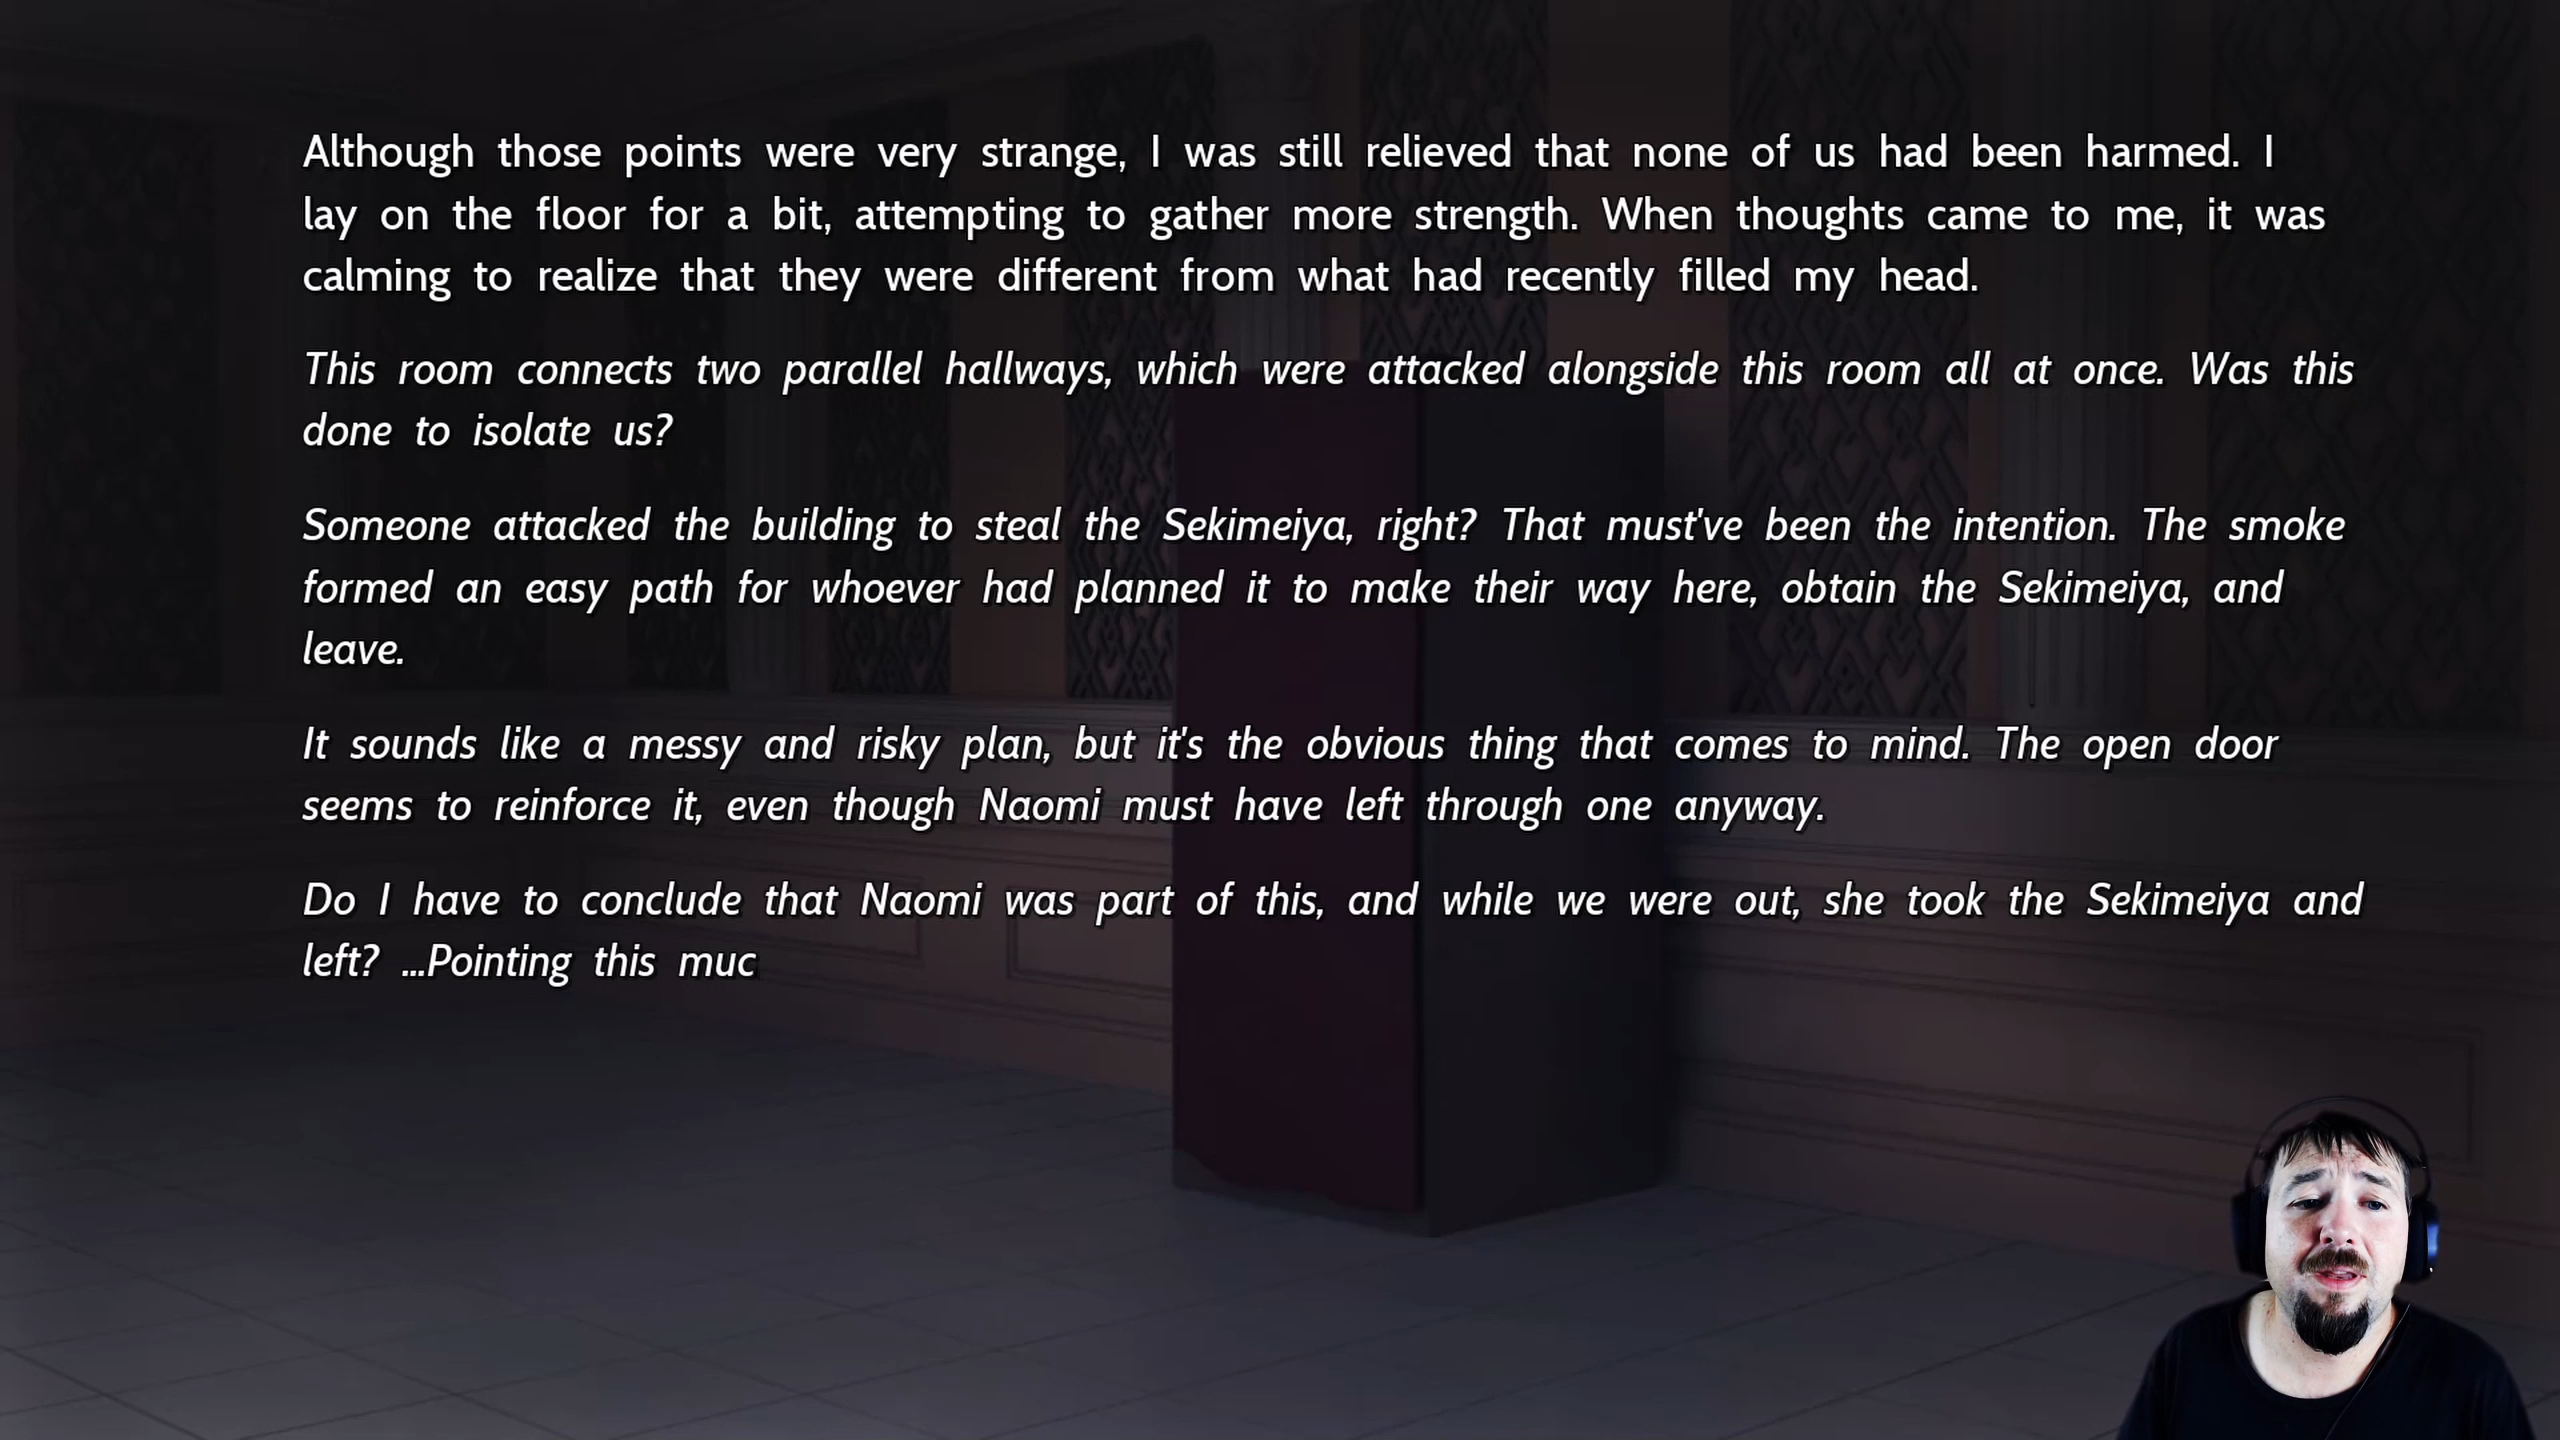 Although those points were very strange, I was still relieved that none of us had been harmed. I
lay on the floor for a bit, attempting to gather more strength. When thoughts came to me, it was
calming to realize that they were different from what had recently filled my head.
This room connects two parallel hallways, which were attacked alongside this room all at once. Was this
done to isolate us?
Someone attacked the building to steal the Sekimeiya, right? That must've been the intention. The smoke
formed an easy path for whoever had planned it to make their way here, obtain the Sekimeiya, and
leave.
It sounds like a messy and risky plan, but it's the obvious thing that comes to mind. The open door
seems to reinforce it, even though Naomi must have left through one anyway.
Do I have to conclude that Naomi was part of this, and while we were out, she took the Sekimeiya and
left? ...Pointing this muc